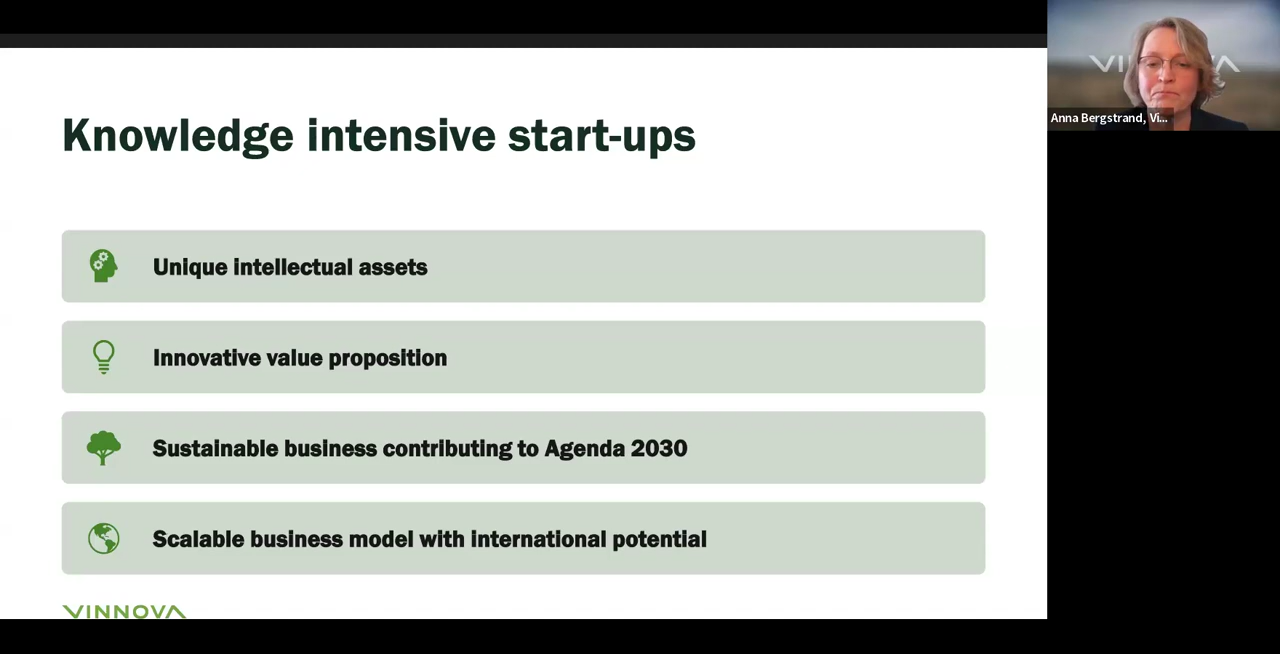 Knowledge intensive start-ups
Unique intellectual assets
Innovative value proposition
Sustainable business contributing to Agenda 2030
Scalable business model with international potential
VINNOVA
Anna Bergstrand, Vi...